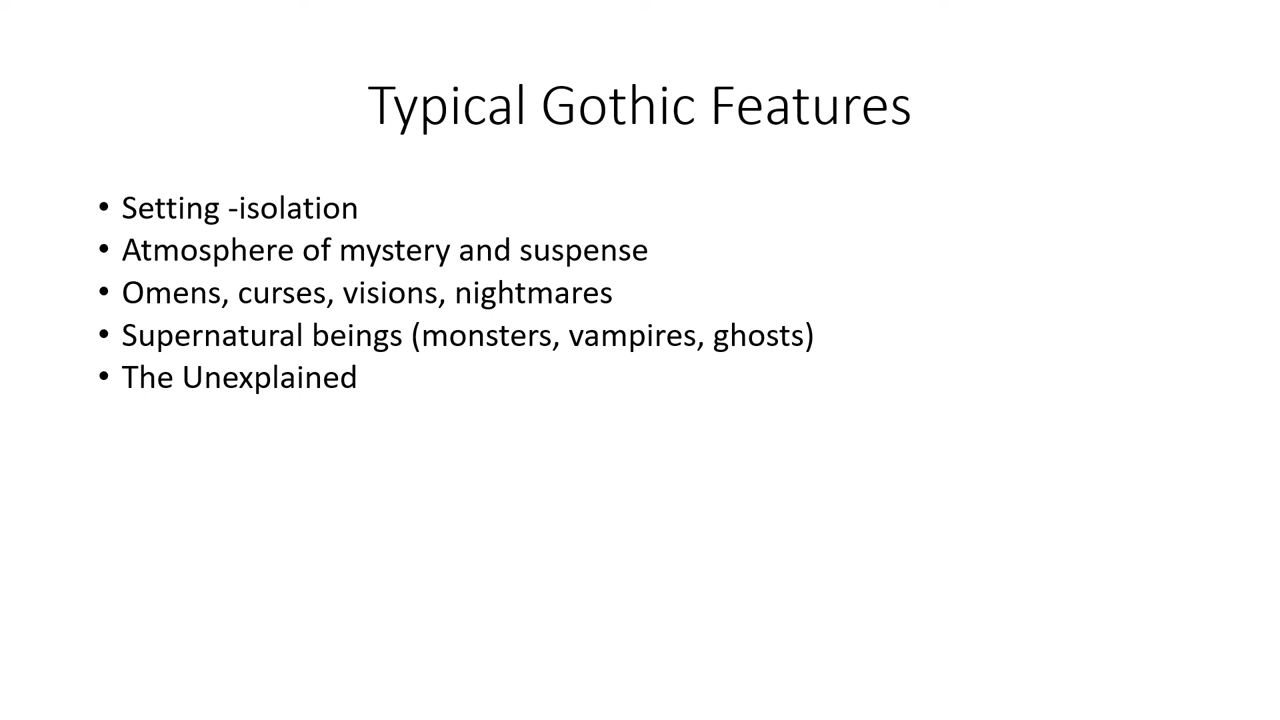 Typical Gothic Features
• Setting -isolation
• Atmosphere of mystery and suspense
• Omens, curses, visions, nightmares
• Supernatural beings (monsters, vampires, ghosts)
• The Unexplained